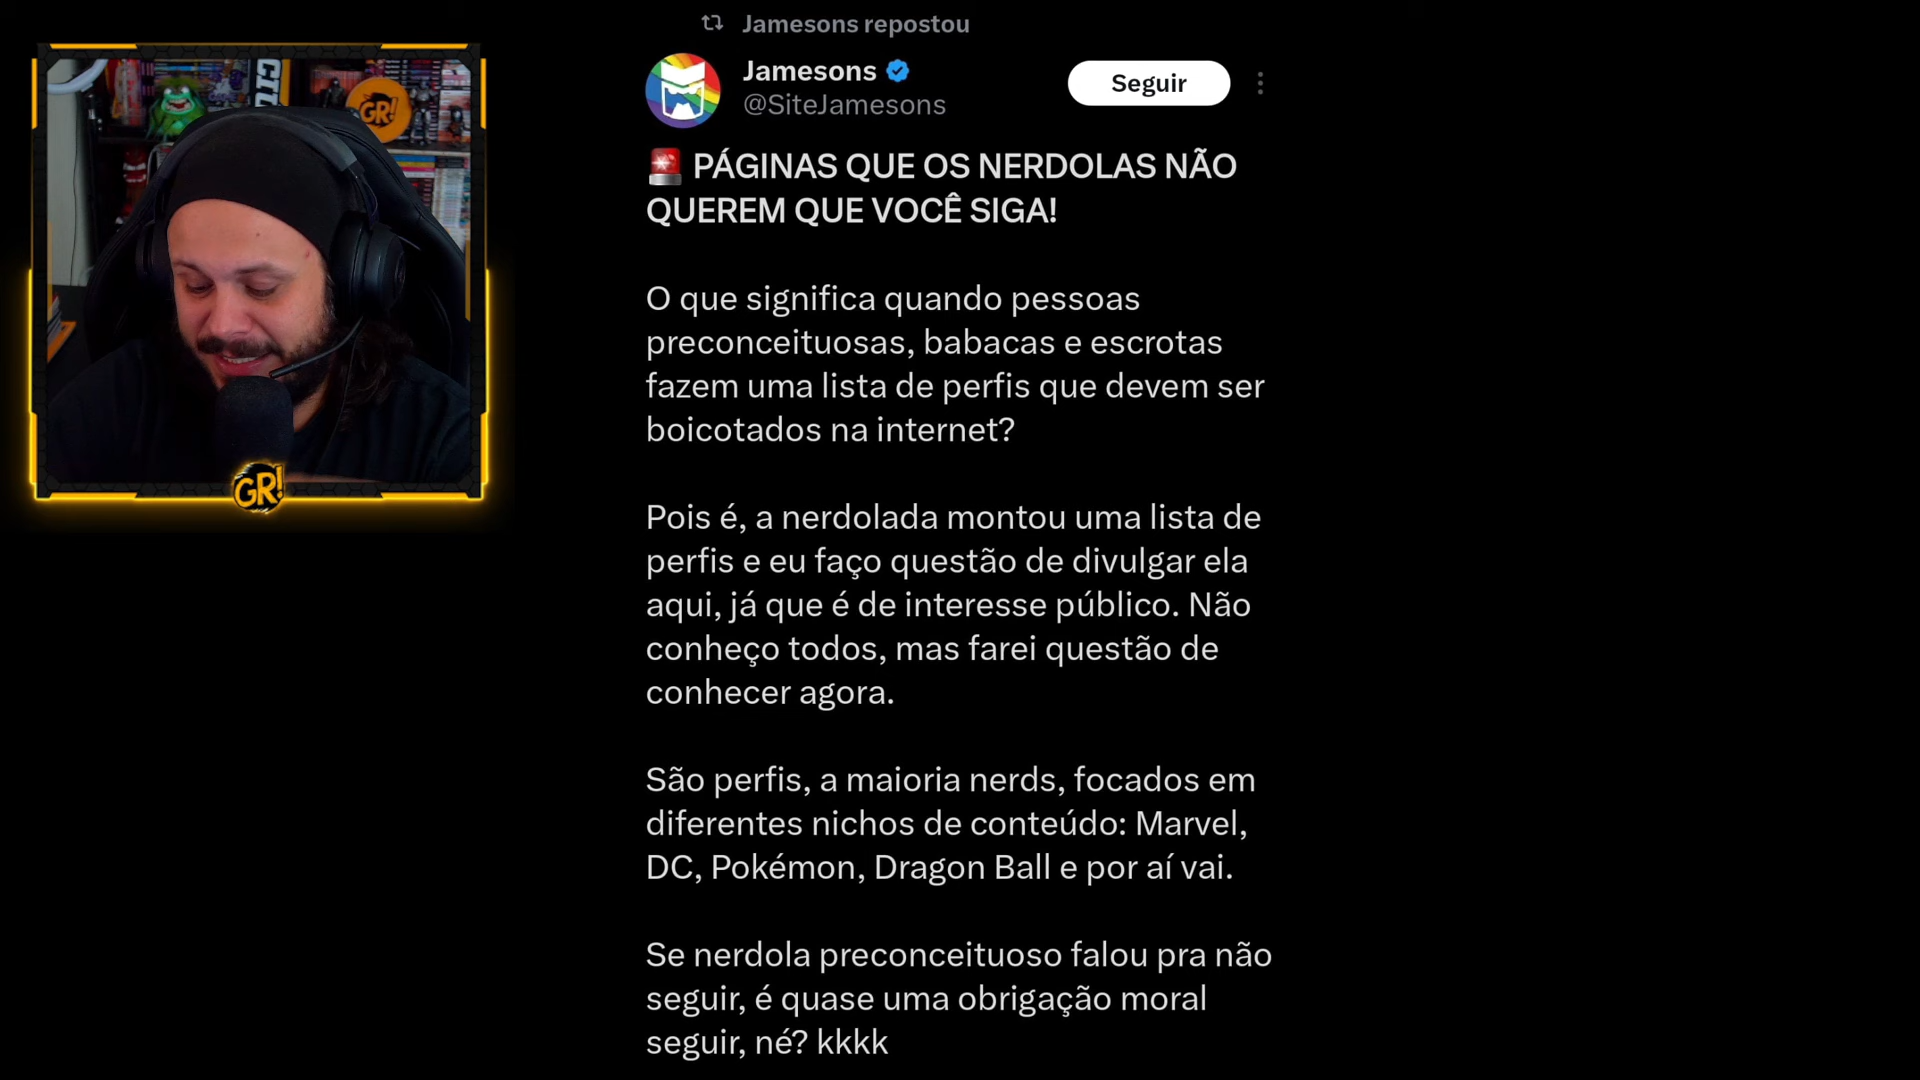 Jamesons repostou
Jamesons
@SiteJamesons
Seguir
PÁGINAS QUE OS NERDOLAS NÃO
QUEREM QUE VOCÊ SIGA!
O que significa quando pessoas
preconceituosas, babacas e escrotas
fazem uma lista de perfis que devem ser
boicotados na internet?
Pois é, a nerdolada montou uma lista de
perfis e eu faço questão de divulgar ela
aqui, já que é de interesse público. Não
conheço todos, mas farei questão de
conhecer agora.
São perfis, a maioria nerds, focados em
diferentes nichos de conteúdo: Marvel,
DC, Pokémon, Dragon Ball e por aí vai.
Se nerdola preconceituoso falou pra não
seguir, é quase uma obrigação moral
seguir, né? kkkk
GR!
GR!